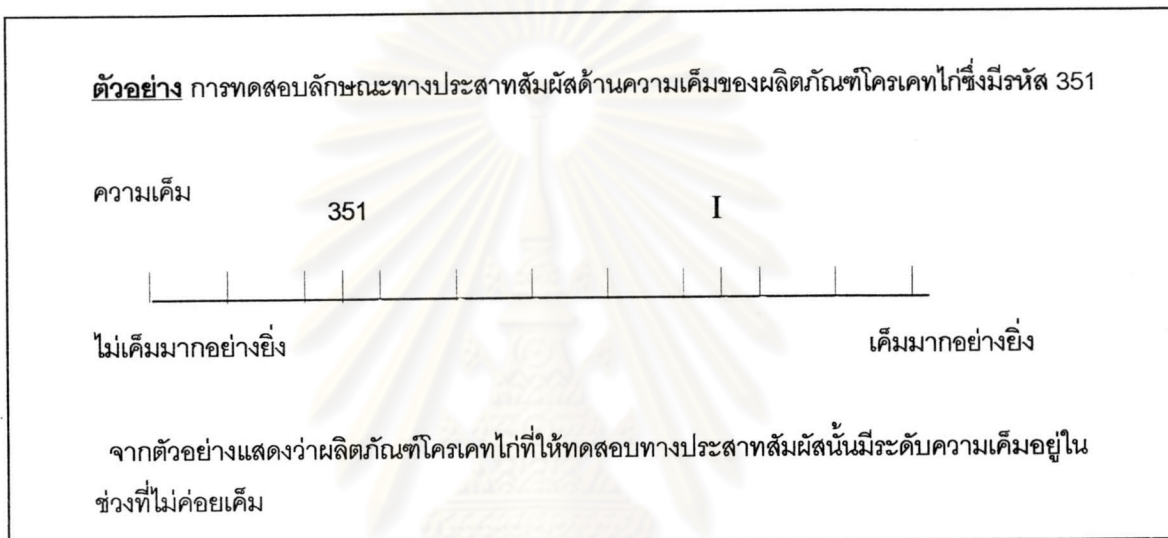 ตัวอย่าง การทดสอบลักษณะทางประสาทสัมผัสด้านความเค็มของผลิตภัณฑ์โครเคทไก่ซึ่งมีรหัส 351
ความเค็ม
351 I
ไม่เค็มมากอย่างยิ่ง เค็มมากอย่างยิ่ง
จากตัวอย่างแสดงว่าผลิตภัณฑ์โครเคทไก่ที่ให้ทดสอบทางประสาทสัมผัสนั้นมีระดับความเค็มอยู่ใน
ช่วงที่ไม่ค่อยเค็ม